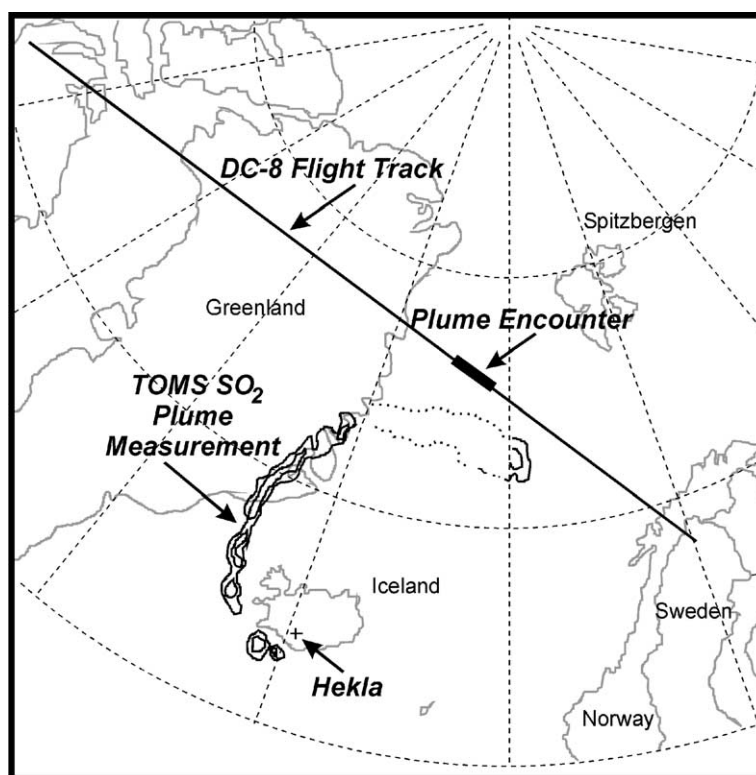 DC-8 Flight Track
Spitzbergen
Greenland
Plume Encounter
TOMS SO₂
Plume
Measurement
Iceland
Sweden
Hekla
Norway